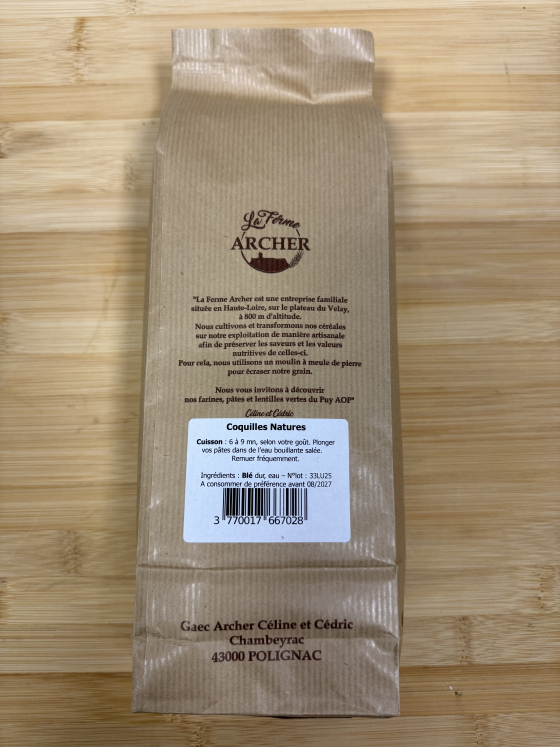 La Ferme
ARCHER
"La Ferme Archer est une entreprise familiale
située en Haute-Loire, sur le plateau du Velay,
à 800 m d'altitude.
Nous cultivons et transformons nos céréales
sur notre exploitation de manière artisanale
afin de préserver les saveurs et les valeurs
nutritives de celles-ci.
Pour cela, nous utilisons un moulin à meule de pierre
pour écraser notre grain.
Nous vous invitons à découvrir
nos farines, pâtes et lentilles vertes du Puy AOP"
Céline et Cédric
Coquilles Natures
Cuisson : 6 à 9 mn, selon votre goût. Plonger
vos pâtes dans de l'eau bouillante salée.
Remuer fréquemment.
Ingrédients : Blé dur, eau – N°lot : 33LU25
A consommer de préférence avant 08/2027
3 770017 667028
Gaec Archer Céline et Cédric
Chambeyrac
43000 POLIGNAC